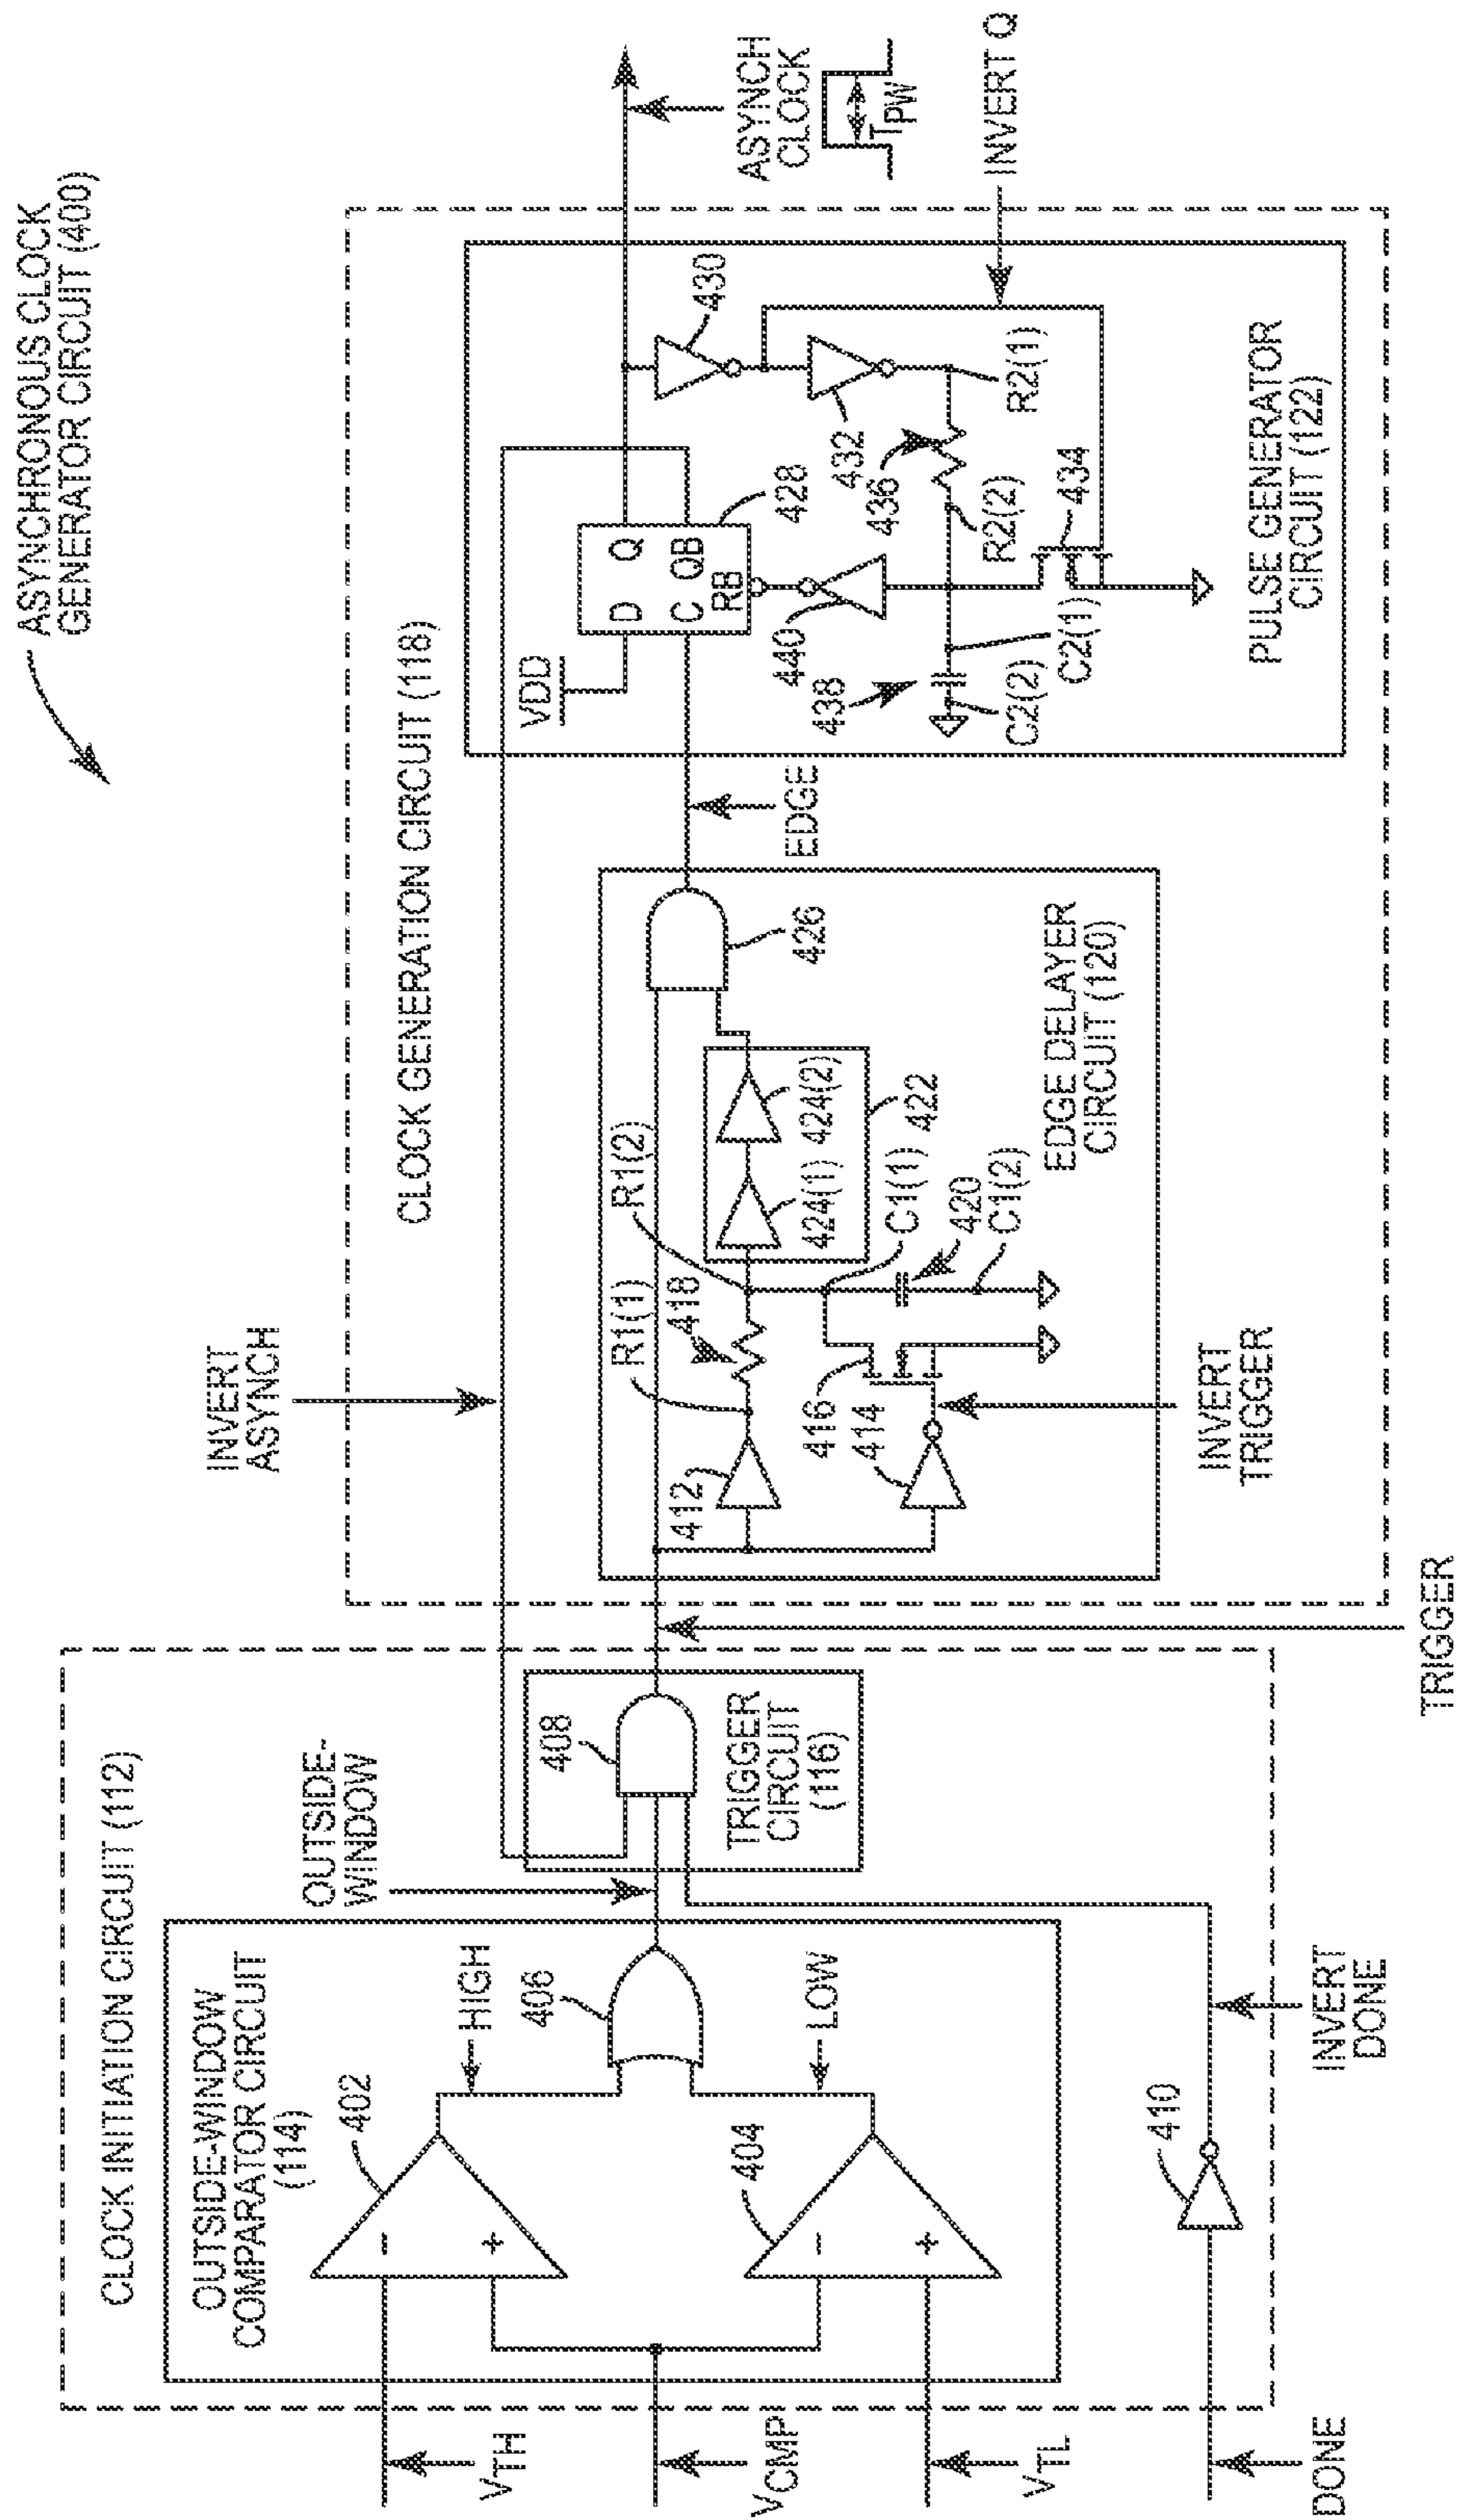 ASYNCHRONOUS CLOCK
GENERATOR CIRCUIT (400)
CLOCK INITIATION CIRCUIT (112)
OUTSIDE-WINDOW
COMPARATOR CIRCUIT
(114)
402
HIGH
406
404
LOW
-
+
-
+
VTH
VCMP
VTL
DONE
410
INVERT
DONE
OUTSIDE-
WINDOW
408
TRIGGER
CIRCUIT
(116)
TRIGGER
INVERT
ASYNCH
CLOCK GENERATION CIRCUIT (118)
R1(1)
R1(2)
412
418
416
414
424(1)
424(2)
422
C1(1)
420
C1(2)
426
EDGE DELAYER
CIRCUIT (120)
INVERT
TRIGGER
EDGE
VDD
D
Q
C
QB
RB
428
430
432
436
440
438
R2(1)
R2(2)
434
C2(1)
C2(2)
PULSE GENERATOR
CIRCUIT (122)
ASYNCH
CLOCK
TPW
INVERT Q